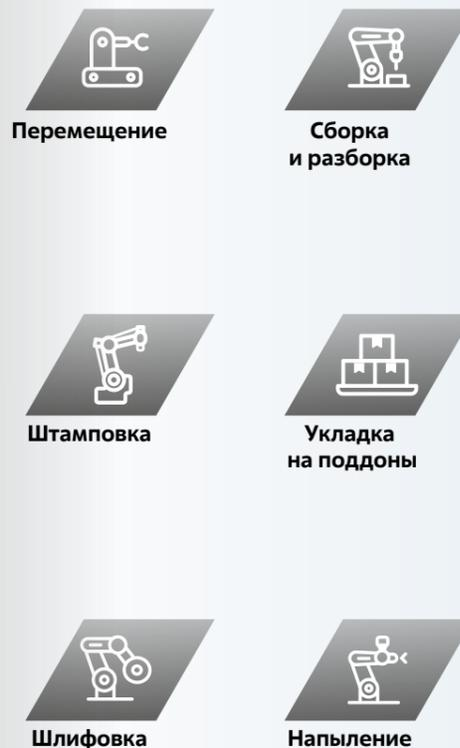 Перемещение
Сборка
и разборка
Штамповка
Укладка
на поддоны
Шлифовка
Напыление